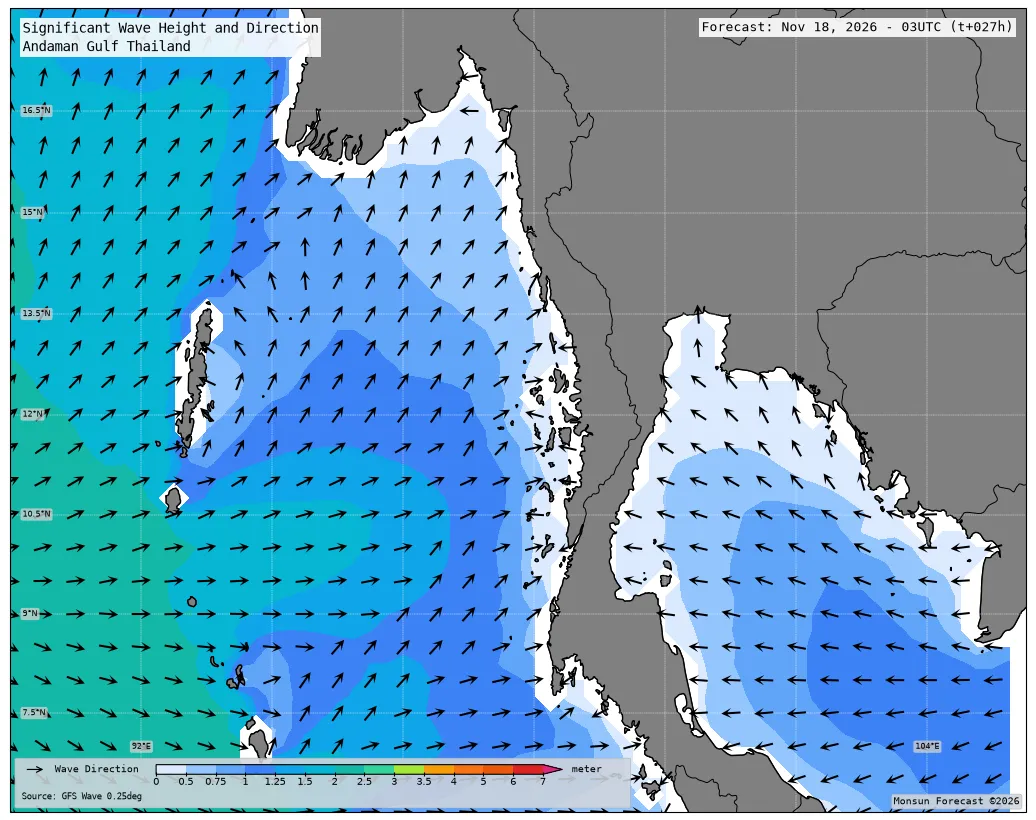 Significant Wave Height and Direction
Andaman Gulf Thailand
Forecast: Nov 18, 2026 - 03UTC (t+027h)
16.5°N
15°N
13.5°N
12°N
10.5°N
9°N
7.5°N
92°E
104°E
Wave Direction
0.5 0.75 1 1.25 1.5 2 2.5 3 3.5 4 5 6 7 meter
Source: GFS Wave 0.25deg
Monsun Forecast ©2026